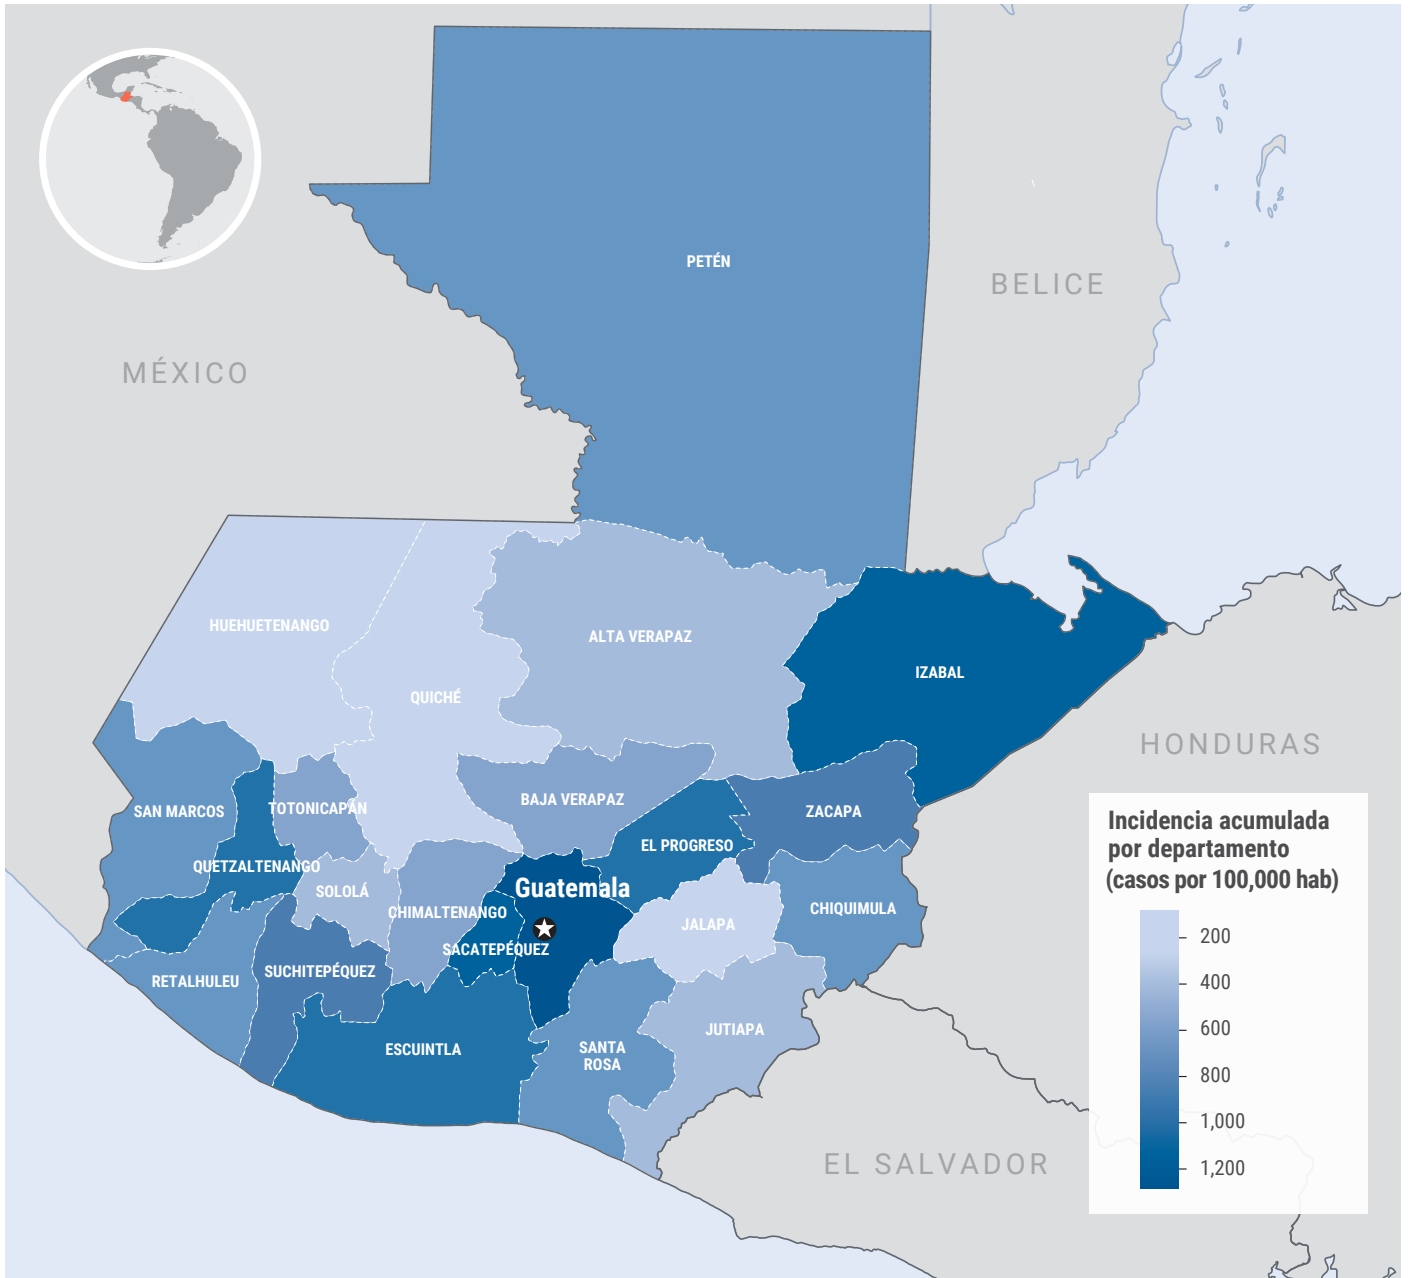 PETÉN
BELICE
MÉXICO
HUEHUETENANGO
ALTA VERAPAZ
IZABAL
QUICHÉ
HONDURAS
SAN MARCOS
TOTONICAPÁN
BAJA VERAPAZ
ZACAPA
EL PROGRESO
QUETZALTENANGO
SOLOLÁ
Guatemala
CHIMALTENANGO
CHIQUIMULA
JALAPA
SACATEPÉQUEZ
SUCHITEPÉQUEZ
RETALHULEU
JUTIAPA
ESCUINTLA
SANTA
ROSA
EL SALVADOR
Incidencia acumulada
por departamento
(casos por 100,000 hab)
200
400
600
800
1,000
1,200